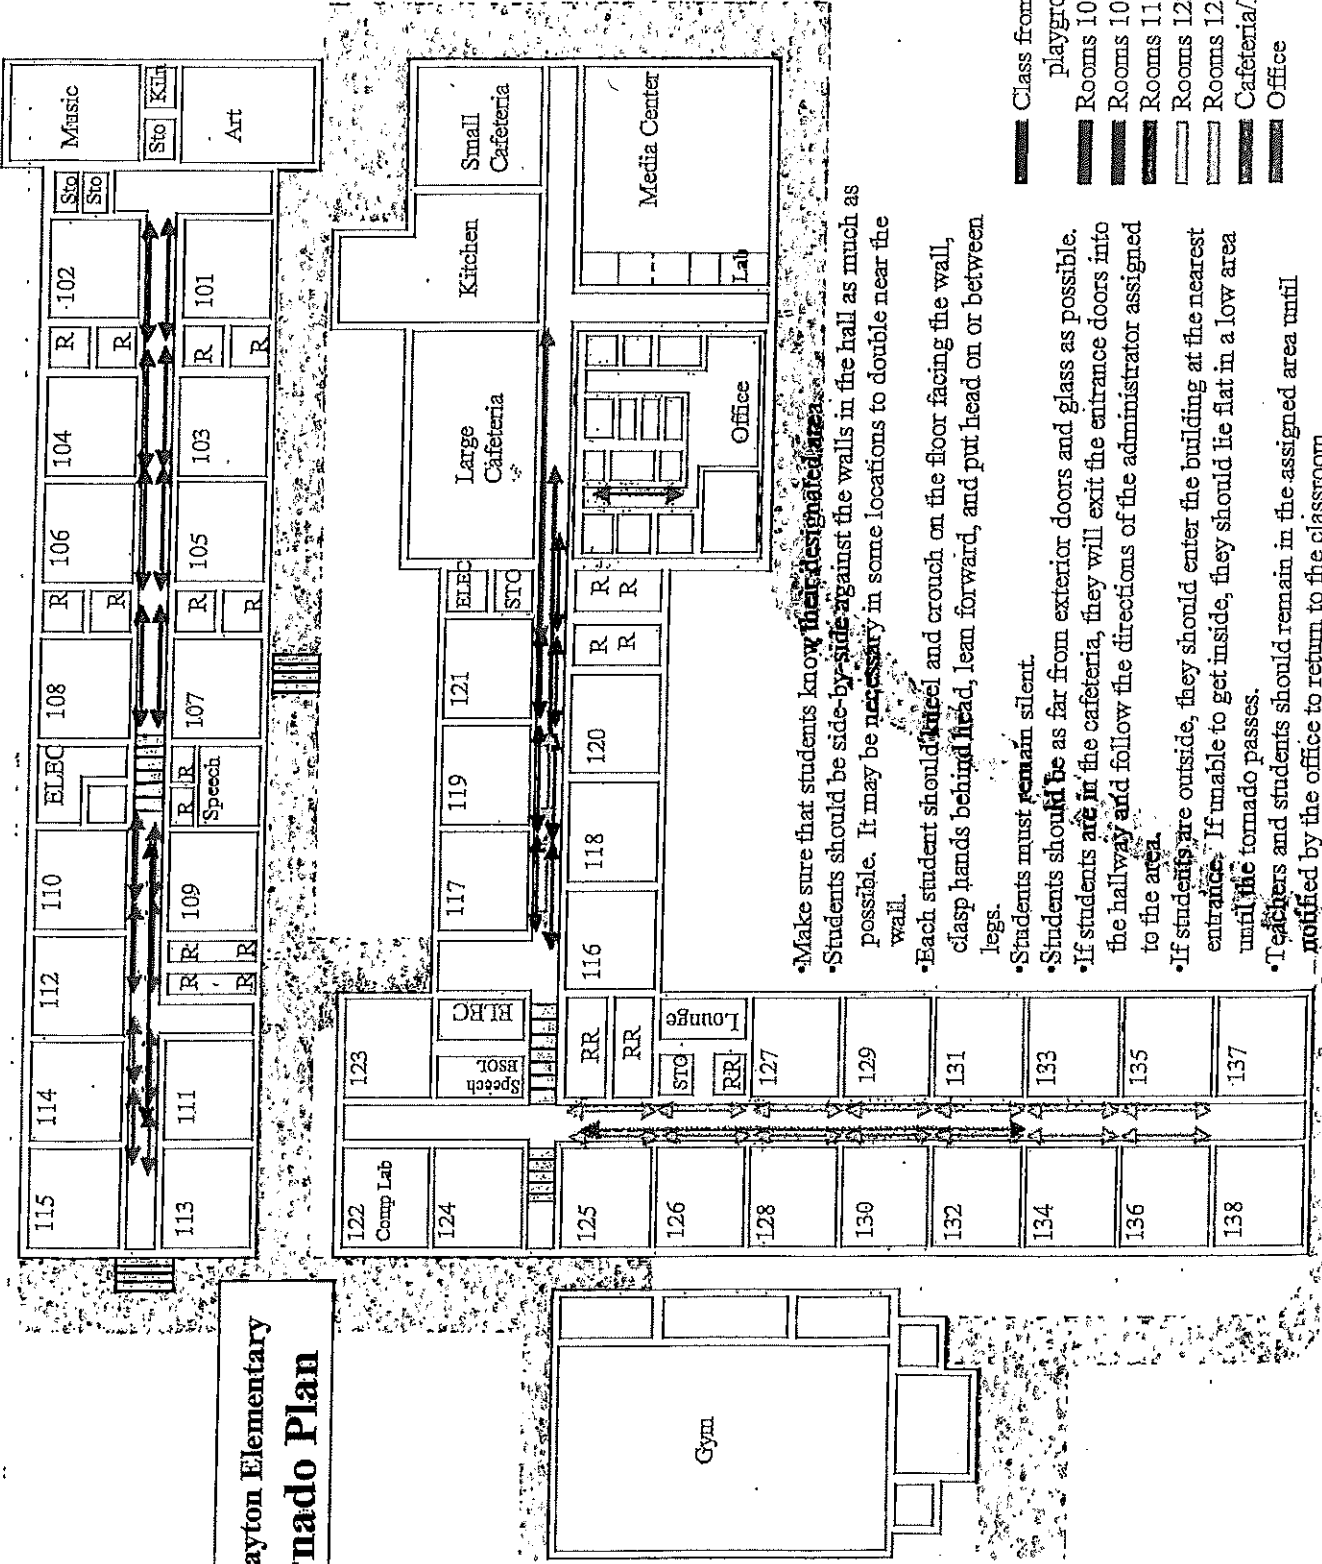 ayton Elementary
nado Plan
115
114
112
110
ELEC
108
R
R
106
104
R
R
102
Sto
Sto
Music
Sto
Kiln
Art
113
111
R
R
R
R
109
R
R
Speech
107
R
R
105
103
R
R
101
122
Comp Lab
123
124
Speech
ESOL
ELEC
117
119
121
ELEC
STO
Large
Cafeteria
Kitchen
Small
Cafeteria
125
RR
RR
116
118
120
R
R
R
R
Office
Lab
Media Center
126
STO
RR
Lounge
128
127
130
129
132
131
134
133
136
135
138
137
Gym
•Make sure that students know their designated area.
•Students should be side-by-side against the walls in the hall as much as
possible. It may be necessary in some locations to double near the
wall.
•Each student should kneel and crouch on the floor facing the wall,
clasp hands behind head, lean forward, and put head on or between
legs.
•Students must remain silent.
•Students should be as far from exterior doors and glass as possible.
•If students are in the cafeteria, they will exit the entrance doors into
the hallway and follow the directions of the administrator assigned
to the area.
•If students are outside, they should enter the building at the nearest
entrance. If unable to get inside, they should lie flat in a low area
until the tornado passes.
•Teachers and students should remain in the assigned area until
notified by the office to return to the classroom
Class from
playgro
Rooms 10
Rooms 10
Rooms 11
Rooms 12
Rooms 12
Cafeteria/
Office